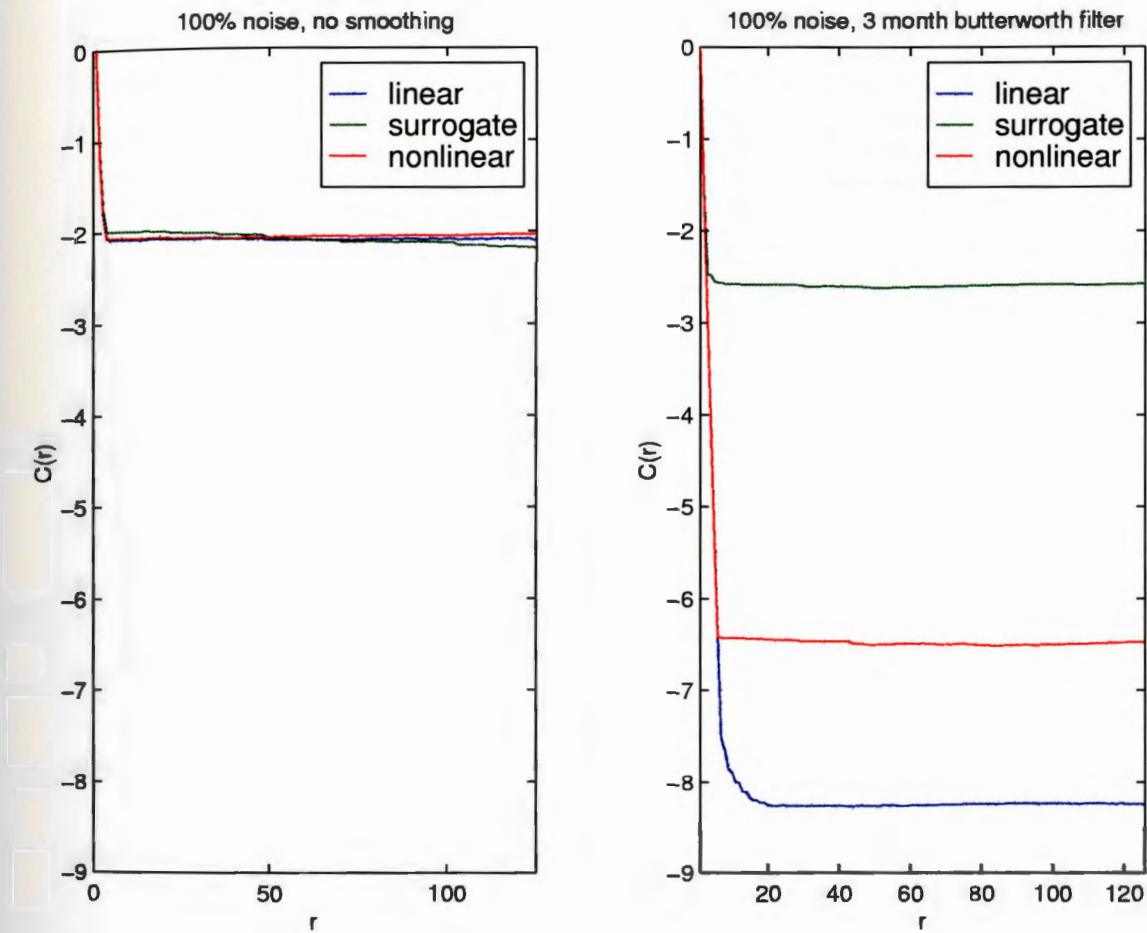 100% noise, no smoothing
0
−1
−2
−3
−4
−5
−6
−7
−8
−9
C(r)
linear
surrogate
nonlinear
0
50
100
r
100% noise, 3 month butterworth filter
0
−1
−2
−3
−4
−5
−6
−7
−8
−9
C(r)
linear
surrogate
nonlinear
20
40
60
80
100
120
r